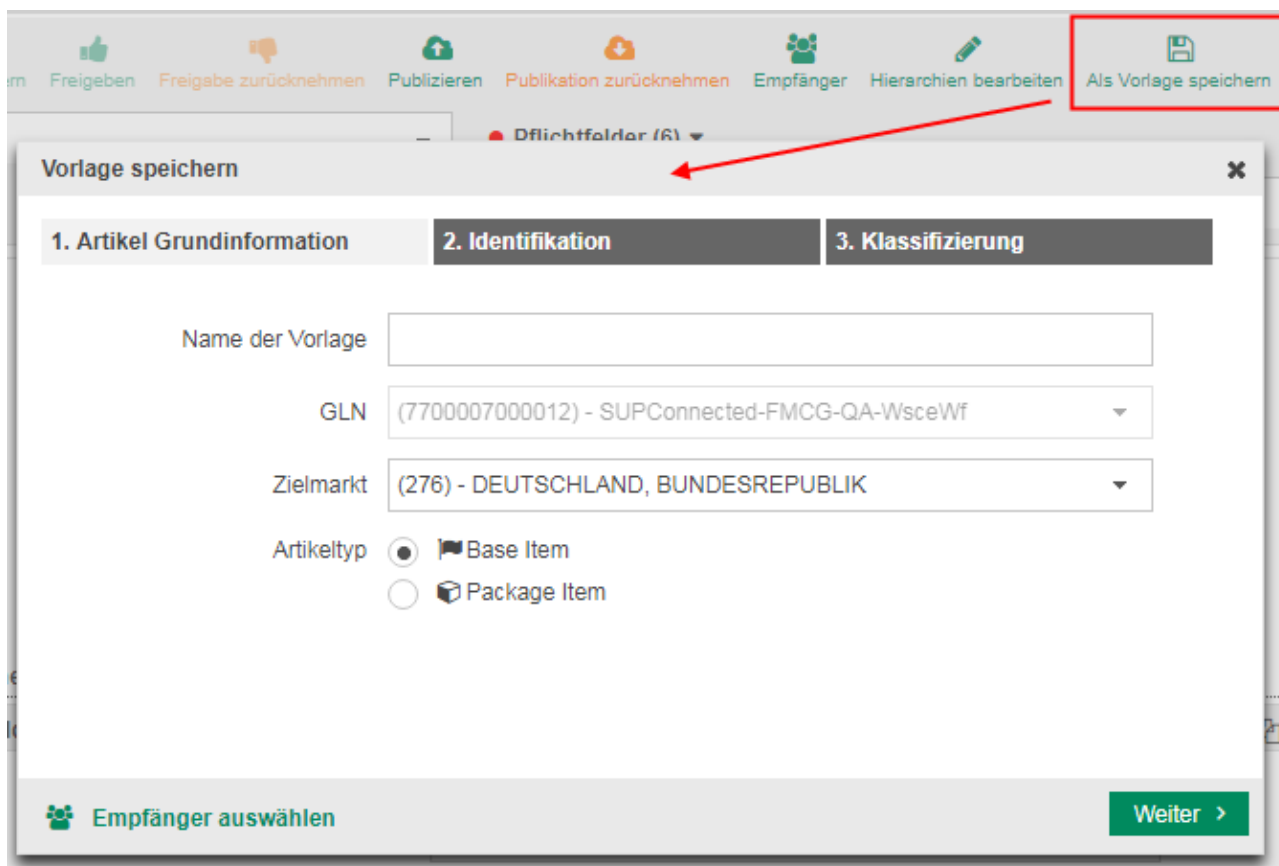 Freigeben
Freigabe zurücknehmen
Publizieren
Publikation zurücknehmen
Empfänger
Hierarchien bearbeiten
Als Vorlage speichern
Pflichtfelder (6)
Vorlage speichern
1. Artikel Grundinformation
2. Identifikation
3. Klassifizierung
Name der Vorlage
GLN
(7700007000012) - SUPConnected-FMCG-QA-WsceWf
Zielmarkt
(276) - DEUTSCHLAND, BUNDESREPUBLIK
Artikeltyp
Base Item
Package Item
Empfänger auswählen
Weiter